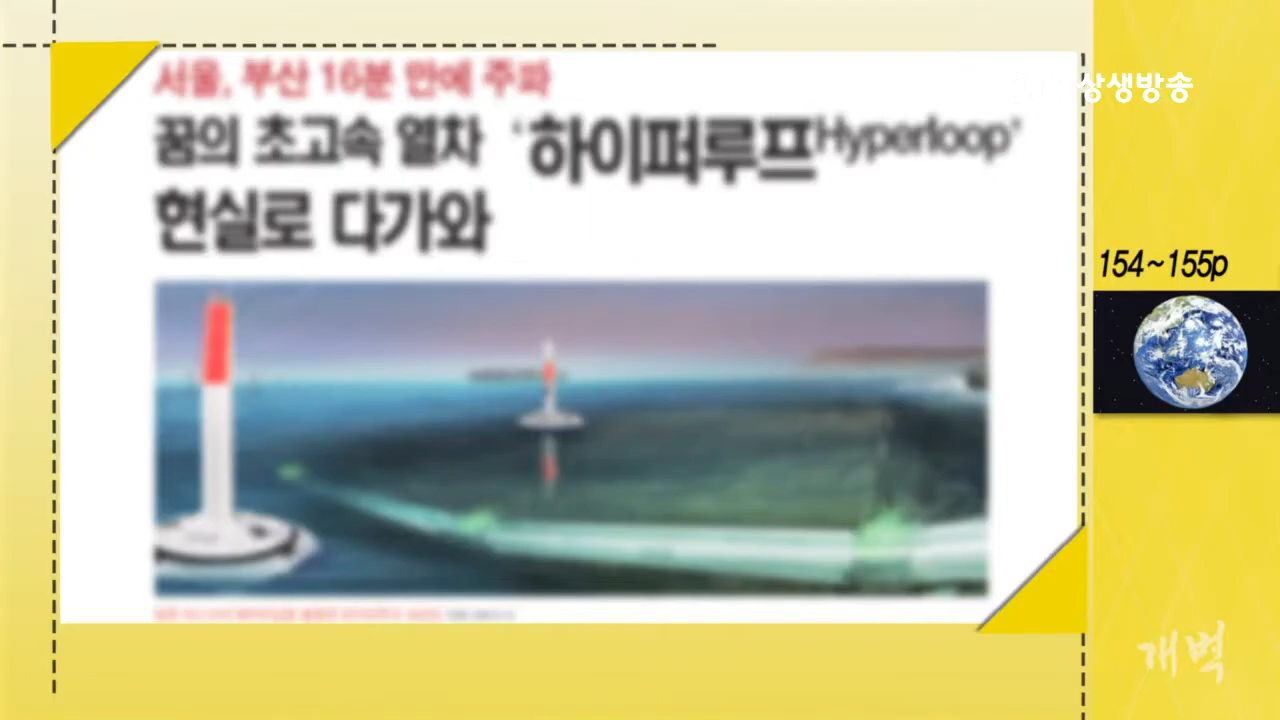 서울, 부산 16분 만에 주파
꿈의 초고속 열차 '하이퍼루프Hyperloop'
현실로 다가와
상생방송
154~155p
개벽